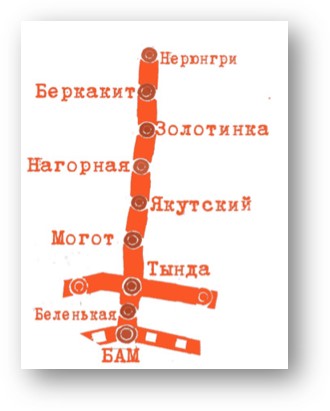 Нерюнгри
Беркакит
Золотинка
Нагорная
Якутский
Могот
Тында
Беленькая
БАМ